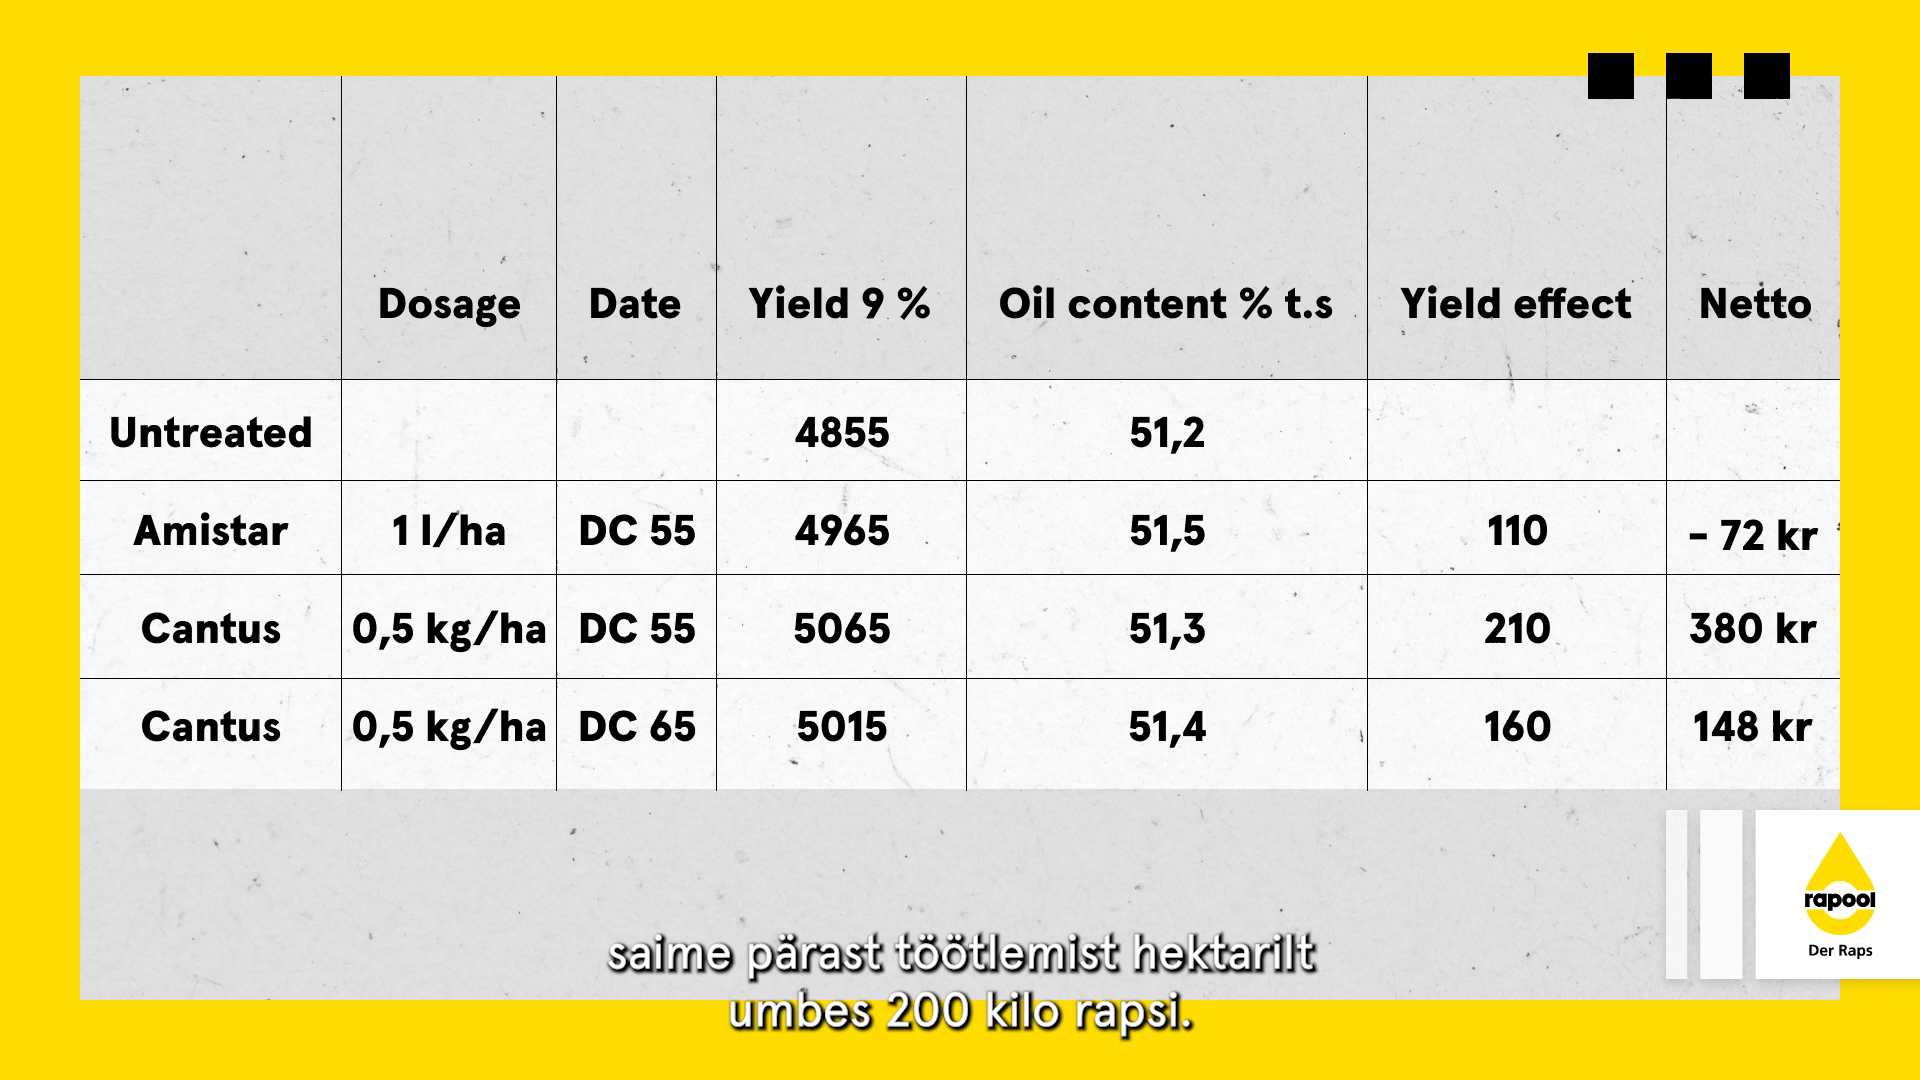 Dosage Date Yield 9 % Oil content % t.s Yield effect Netto
Untreated 4855 51,2
Amistar 1 l/ha DC 55 4965 51,5 110 - 72 kr
Cantus 0,5 kg/ha DC 55 5065 51,3 210 380 kr
Cantus 0,5 kg/ha DC 65 5015 51,4 160 148 kr
rapool
Der Raps
saime pärast töötlemist hektarilt
umbes 200 kilo rapsi.